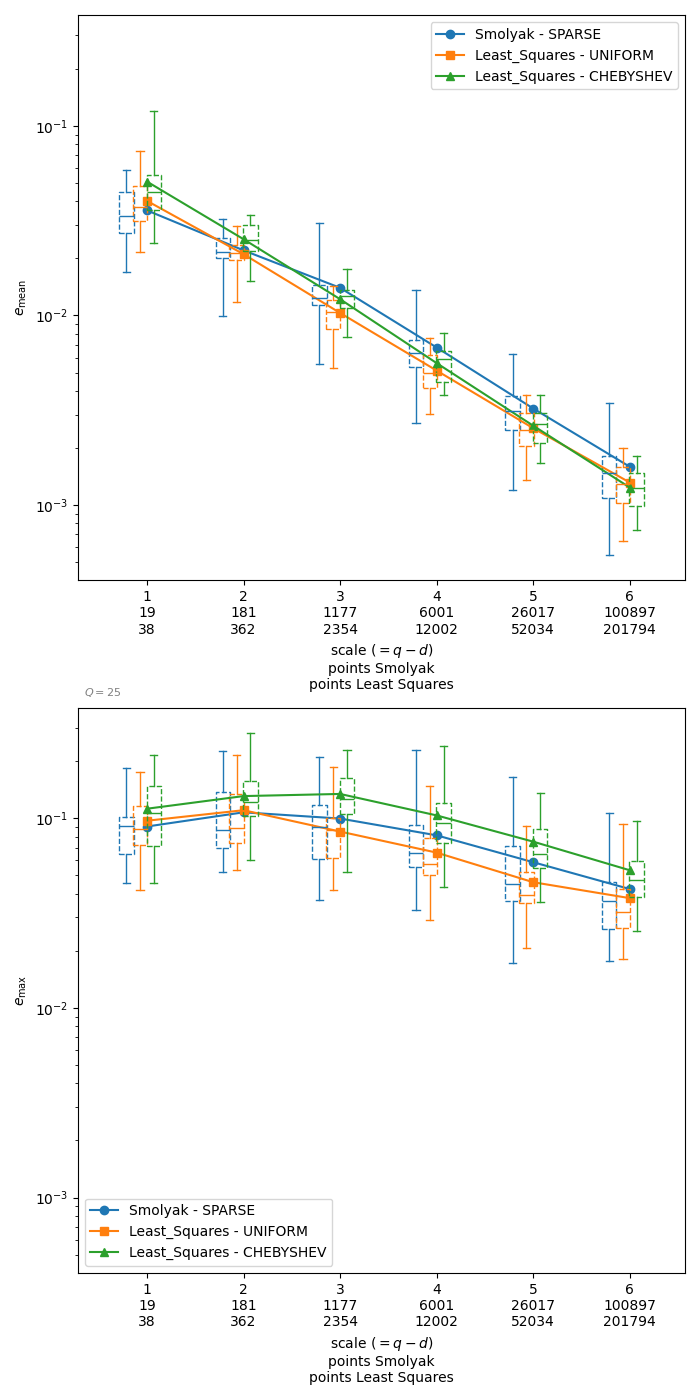 Smolyak - SPARSE
Least_Squares - UNIFORM
Least_Squares - CHEBYSHEV
10⁻¹
10⁻²
10⁻³
e_mean
1 2 3 4 5 6
19 181 1177 6001 26017 100897
38 362 2354 12002 52034 201794
scale (= q − d)
points Smolyak
points Least Squares
Q = 25
10⁻¹
10⁻²
10⁻³
e_max
Smolyak - SPARSE
Least_Squares - UNIFORM
Least_Squares - CHEBYSHEV
1 2 3 4 5 6
19 181 1177 6001 26017 100897
38 362 2354 12002 52034 201794
scale (= q − d)
points Smolyak
points Least Squares